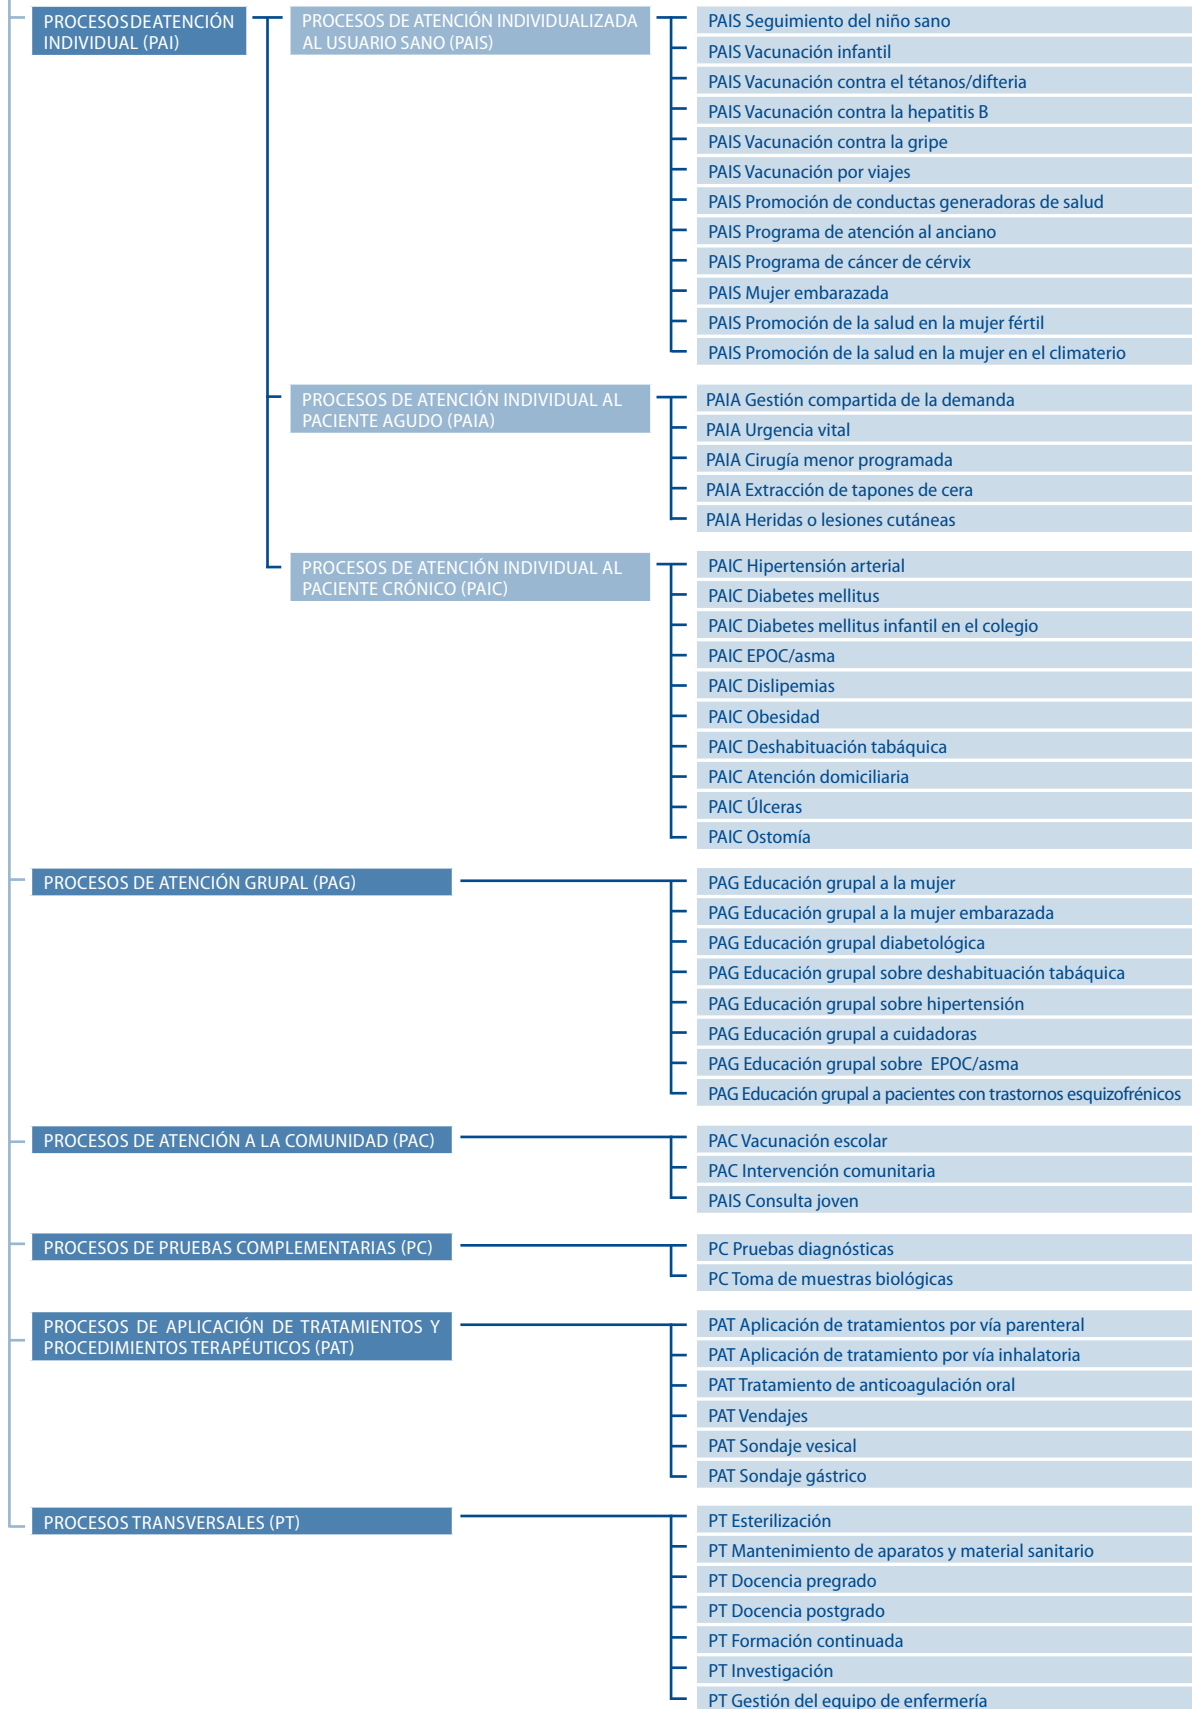 PROCESOS DE ATENCIÓN
INDIVIDUAL (PAI)
PROCESOS DE ATENCIÓN INDIVIDUALIZADA
AL USUARIO SANO (PAIS)
PAIS Seguimiento del niño sano
PAIS Vacunación infantil
PAIS Vacunación contra el tétanos/difteria
PAIS Vacunación contra la hepatitis B
PAIS Vacunación contra la gripe
PAIS Vacunación por viajes
PAIS Promoción de conductas generadoras de salud
PAIS Programa de atención al anciano
PAIS Programa de cáncer de cérvix
PAIS Mujer embarazada
PAIS Promoción de la salud en la mujer fértil
PAIS Promoción de la salud en la mujer en el climaterio
PROCESOS DE ATENCIÓN INDIVIDUAL AL
PACIENTE AGUDO (PAIA)
PAIA Gestión compartida de la demanda
PAIA Urgencia vital
PAIA Cirugía menor programada
PAIA Extracción de tapones de cera
PAIA Heridas o lesiones cutáneas
PROCESOS DE ATENCIÓN INDIVIDUAL AL
PACIENTE CRÓNICO (PAIC)
PAIC Hipertensión arterial
PAIC Diabetes mellitus
PAIC Diabetes mellitus infantil en el colegio
PAIC EPOC/asma
PAIC Dislipemias
PAIC Obesidad
PAIC Deshabituación tabáquica
PAIC Atención domiciliaria
PAIC Úlceras
PAIC Ostomía
PROCESOS DE ATENCIÓN GRUPAL (PAG)
PAG Educación grupal a la mujer
PAG Educación grupal a la mujer embarazada
PAG Educación grupal diabetológica
PAG Educación grupal sobre deshabituación tabáquica
PAG Educación grupal sobre hipertensión
PAG Educación grupal a cuidadoras
PAG Educación grupal sobre EPOC/asma
PAG Educación grupal a pacientes con trastornos esquizofrénicos
PROCESOS DE ATENCIÓN A LA COMUNIDAD (PAC)
PAC Vacunación escolar
PAC Intervención comunitaria
PAIS Consulta joven
PROCESOS DE PRUEBAS COMPLEMENTARIAS (PC)
PC Pruebas diagnósticas
PC Toma de muestras biológicas
PROCESOS DE APLICACIÓN DE TRATAMIENTOS Y
PROCEDIMIENTOS TERAPÉUTICOS (PAT)
PAT Aplicación de tratamientos por vía parenteral
PAT Aplicación de tratamiento por vía inhalatoria
PAT Tratamiento de anticoagulación oral
PAT Vendajes
PAT Sondaje vesical
PAT Sondaje gástrico
PROCESOS TRANSVERSALES (PT)
PT Esterilización
PT Mantenimiento de aparatos y material sanitario
PT Docencia pregrado
PT Docencia postgrado
PT Formación continuada
PT Investigación
PT Gestión del equipo de enfermería